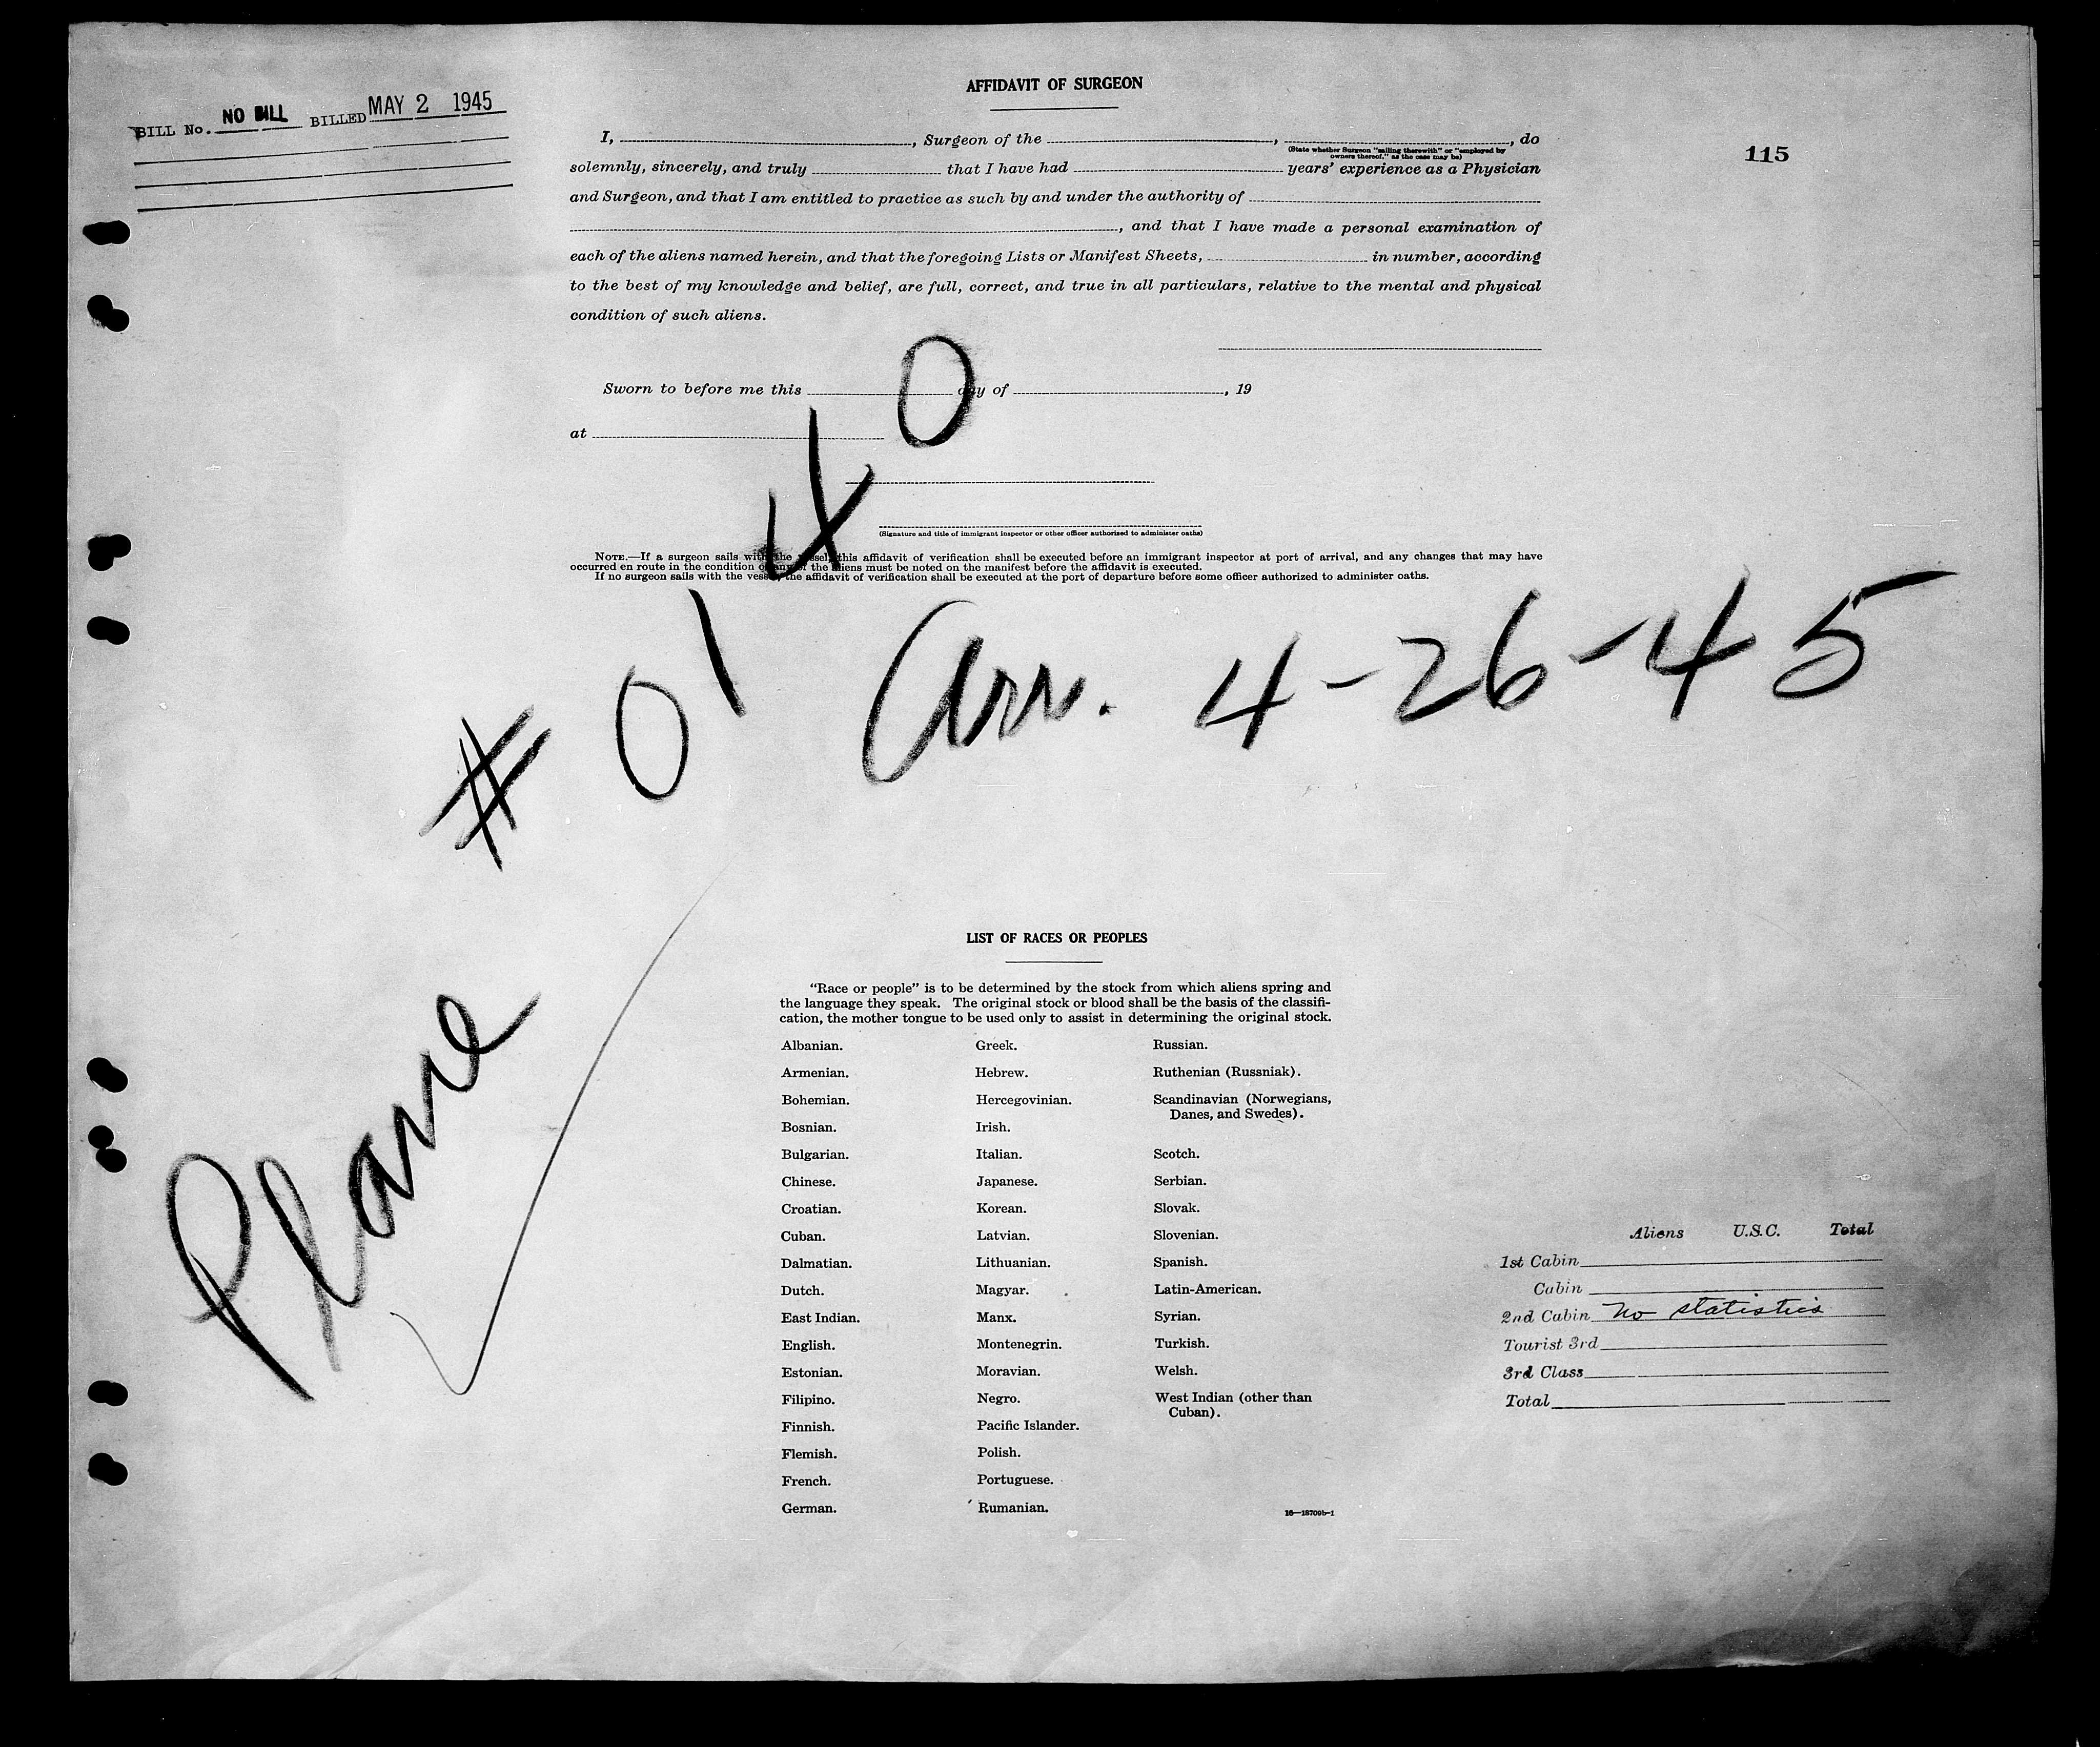 BILL No. NO BILL BILLED MAY 2 1945
AFFIDAVIT OF SURGEON
115
I, , Surgeon of the , , do
(State whether Surgeon "sailing therewith" or "employed by
owners thereof," as the case may be)
solemnly, sincerely, and truly that I have had years' experience as a Physician
and Surgeon, and that I am entitled to practice as such by and under the authority of
, and that I have made a personal examination of
each of the aliens named herein, and that the foregoing Lists or Manifest Sheets, in number, according
to the best of my knowledge and belief, are full, correct, and true in all particulars, relative to the mental and physical
condition of such aliens.
Sworn to before me this day of , 19
at
(Signature and title of immigrant inspector or other officer authorized to administer oaths)
NOTE.—If a surgeon sails with the vessel, this affidavit of verification shall be executed before an immigrant inspector at port of arrival, and any changes that may have
occurred en route in the condition of any of the aliens must be noted on the manifest before the affidavit is executed.
If no surgeon sails with the vessel, the affidavit of verification shall be executed at the port of departure before some officer authorized to administer oaths.
Plane # 0140
Arr. 4-26-45
LIST OF RACES OR PEOPLES
"Race or people" is to be determined by the stock from which aliens spring and
the language they speak. The original stock or blood shall be the basis of the classifi-
cation, the mother tongue to be used only to assist in determining the original stock.
Albanian.
Armenian.
Bohemian.
Bosnian.
Bulgarian.
Chinese.
Croatian.
Cuban.
Dalmatian.
Dutch.
East Indian.
English.
Estonian.
Filipino.
Finnish.
Flemish.
French.
German.
Greek.
Hebrew.
Hercegovinian.
Irish.
Italian.
Japanese.
Korean.
Latvian.
Lithuanian.
Magyar.
Manx.
Montenegrin.
Moravian.
Negro.
Pacific Islander.
Polish.
Portuguese.
Rumanian.
Russian.
Ruthenian (Russniak).
Scandinavian (Norwegians,
Danes, and Swedes).
Scotch.
Serbian.
Slovak.
Slovenian.
Spanish.
Latin-American.
Syrian.
Turkish.
Welsh.
West Indian (other than
Cuban).
16—18709b-1
Aliens U.S.C. Total
1st Cabin
Cabin
2nd Cabin No statistics
Tourist 3rd
3rd Class
Total